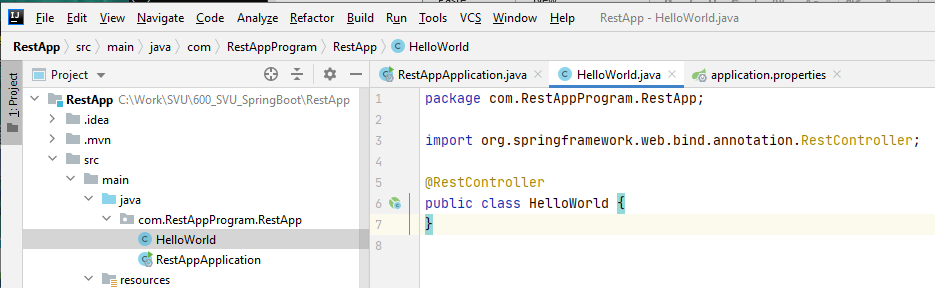 File Edit View Navigate Code Analyze Refactor Build Run Tools VCS Window Help RestApp - HelloWorld.java
RestApp src main java com RestAppProgram RestApp HelloWorld
1: Project
Project
RestApp C:\Work\SVU\600_SVU_SpringBoot\RestApp
.idea
.mvn
src
main
java
com.RestAppProgram.RestApp
HelloWorld
RestAppApplication
resources
RestAppApplication.java HelloWorld.java application.properties
1 package com.RestAppProgram.RestApp;
2
3 import org.springframework.web.bind.annotation.RestController;
4
5 @RestController
6 public class HelloWorld {
7 }
8